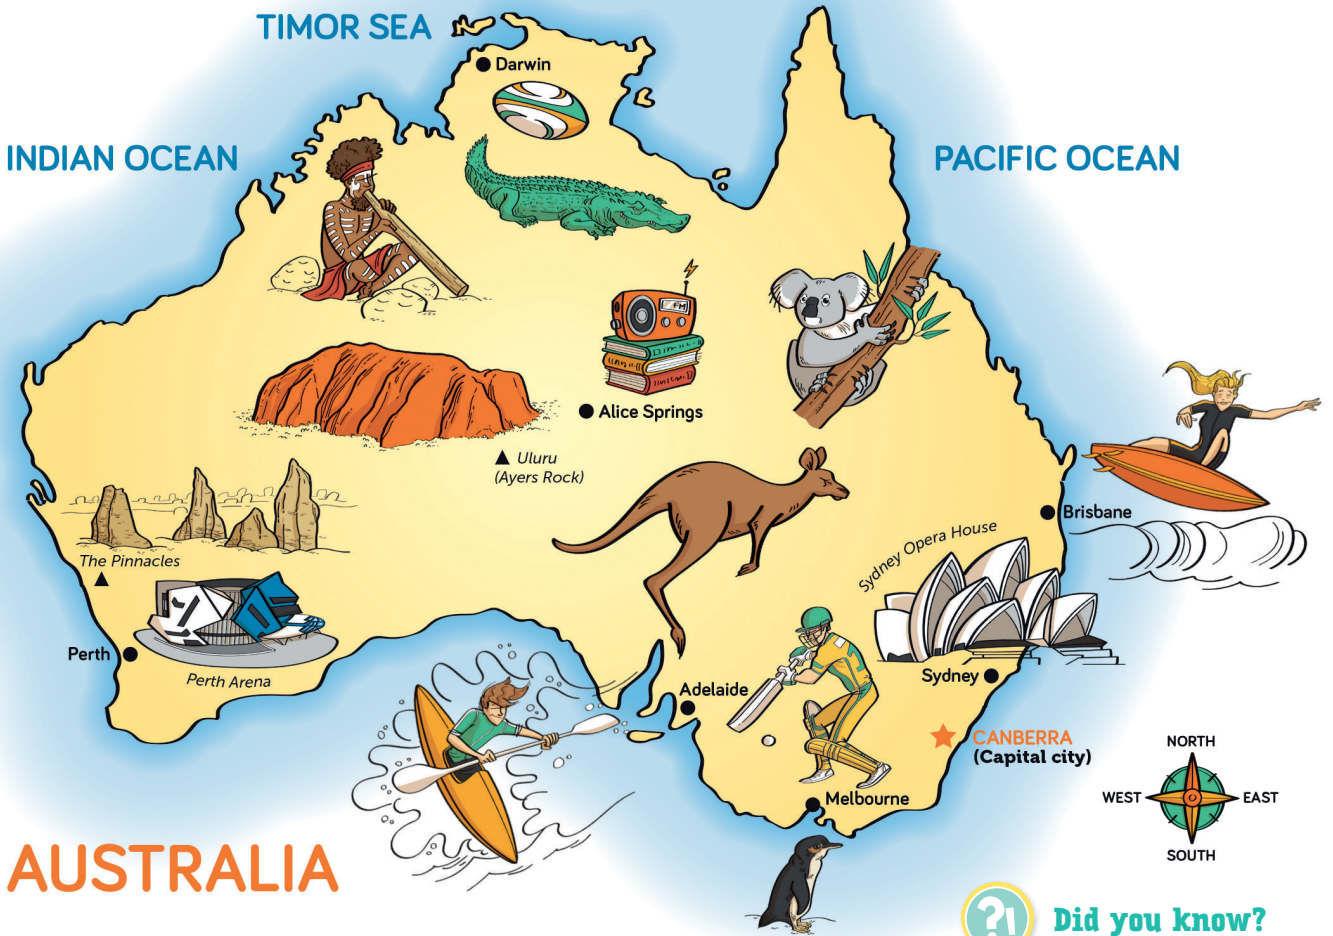 TIMOR SEA
Darwin
INDIAN OCEAN
PACIFIC OCEAN
FM
Alice Springs
Uluru
(Ayers Rock)
Brisbane
Sydney Opera House
The Pinnacles
Perth
Perth Arena
Sydney
Adelaide
CANBERRA
(Capital city)
NORTH
WEST
EAST
SOUTH
Melbourne
AUSTRALIA
?!
Did you know?